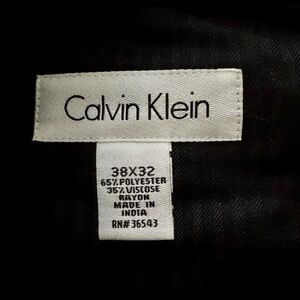 Calvin Klein
38X32
65% POLYESTER
35% VISCOSE
RAYON
MADE IN
INDIA
RN# 36543